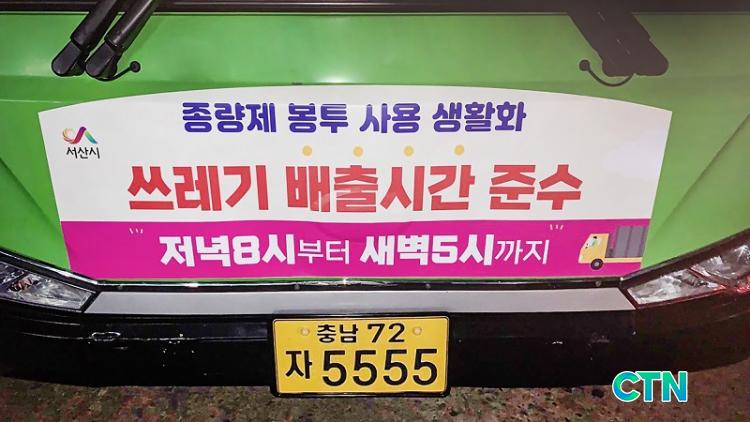 종량제 봉투 사용 생활화
서산시
쓰레기 배출시간 준수
저녁8시부터 새벽5시까지
충남 72
자 5555
CTN